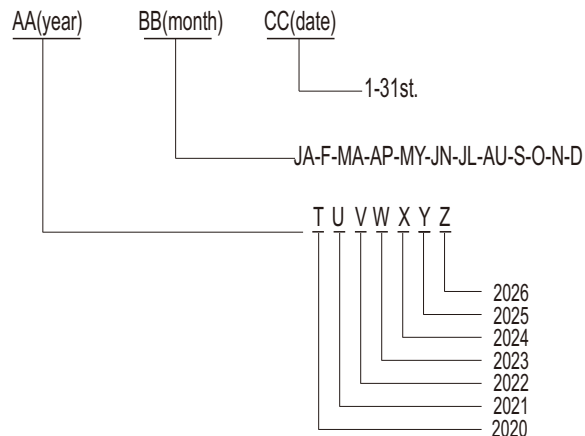 AA(year) BB(month) CC(date)
1-31st.
JA-F-MA-AP-MY-JN-JL-AU-S-O-N-D
T U V W X Y Z
2026
2025
2024
2023
2022
2021
2020